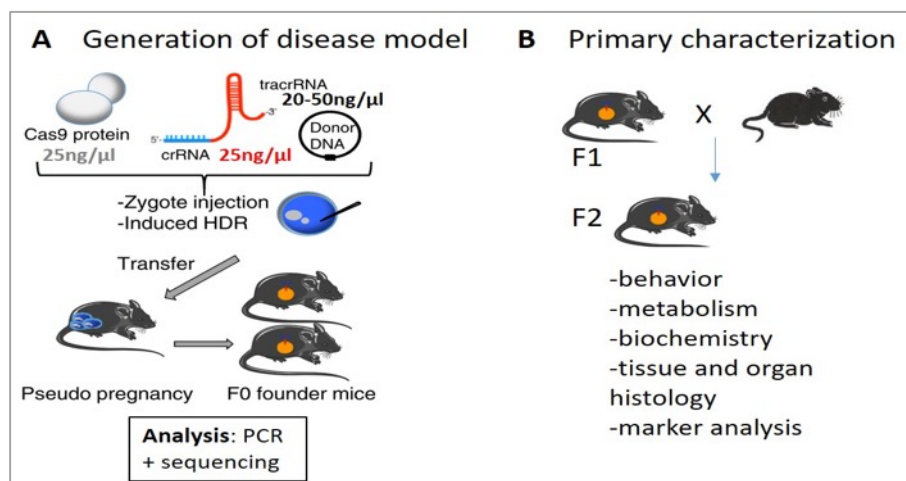 A Generation of disease model
tracrRNA
20-50ng/µl
-3'
Donor
DNA
Cas9 protein
5'-
25ng/µl
crRNA
25ng/µl
-Zygote injection
-Induced HDR
Transfer
Pseudo pregnancy
F0 founder mice
Analysis: PCR
+ sequencing
B Primary characterization
X
F1
F2
-behavior
-metabolism
-biochemistry
-tissue and organ
histology
-marker analysis